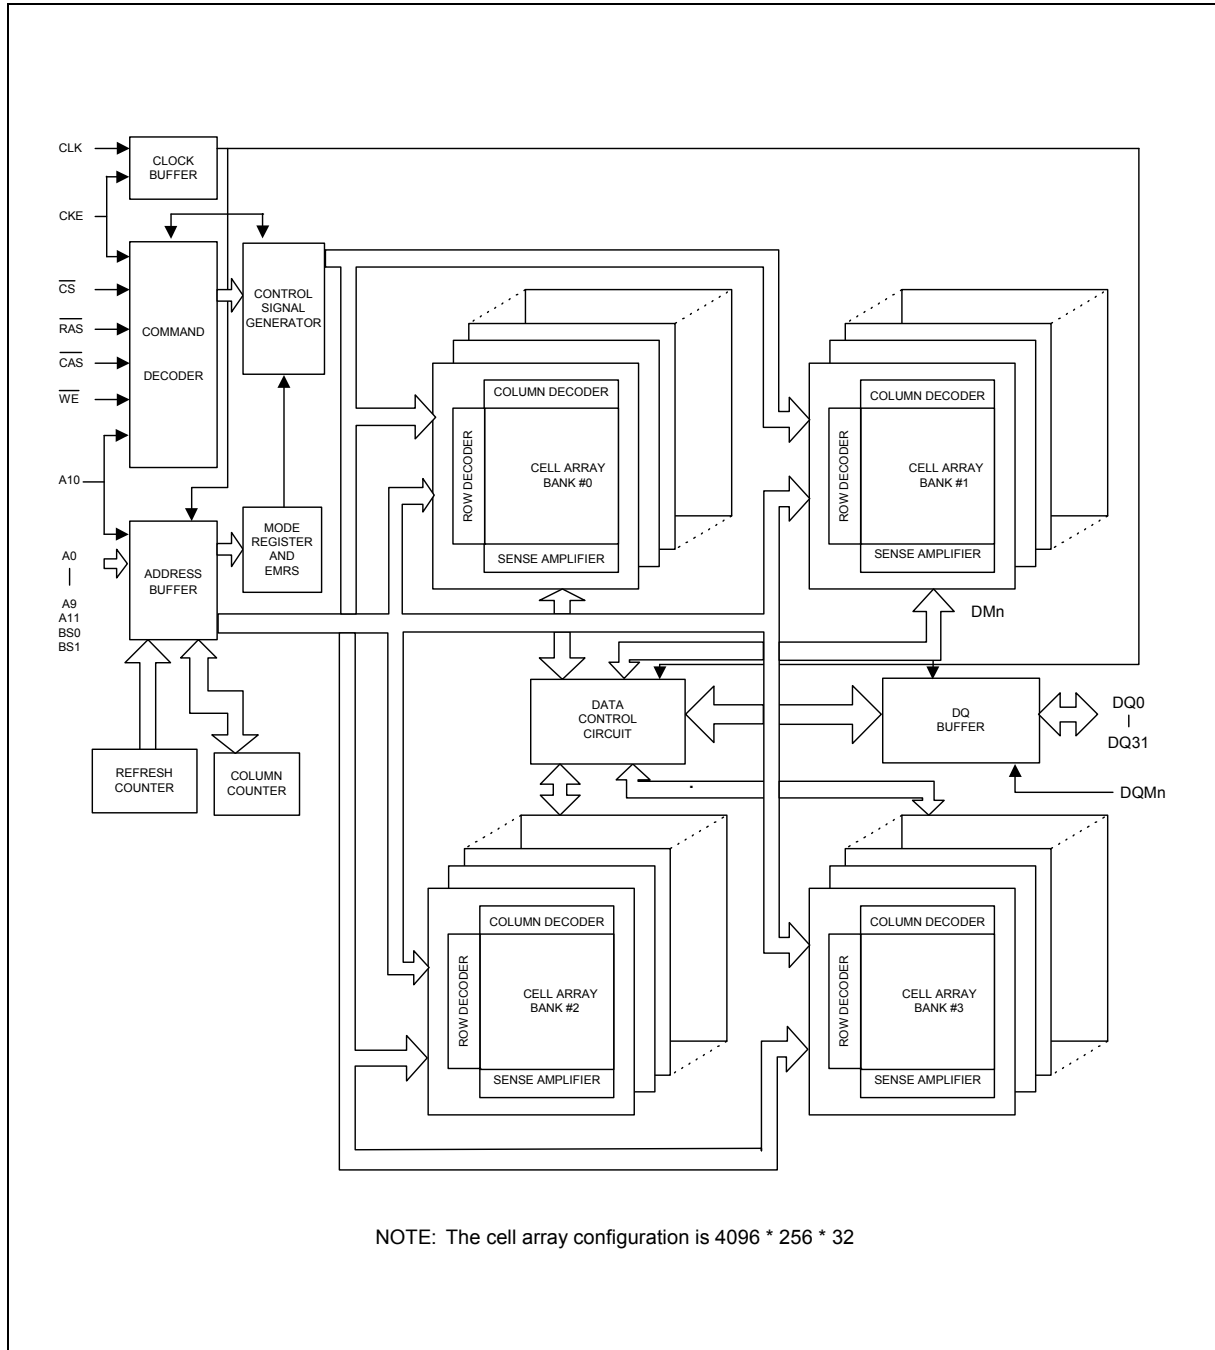 CLK
CLOCK
BUFFER
CKE
CS
RAS
CAS
WE
COMMAND
DECODER
CONTROL
SIGNAL
GENERATOR
A10
A0
|
A9
A11
BS0
BS1
ADDRESS
BUFFER
MODE
REGISTER
AND
EMRS
REFRESH
COUNTER
COLUMN
COUNTER
COLUMN DECODER
ROW DECODER
CELL ARRAY
BANK #0
SENSE AMPLIFIER
COLUMN DECODER
ROW DECODER
CELL ARRAY
BANK #1
SENSE AMPLIFIER
DMn
DATA
CONTROL
CIRCUIT
DQ
BUFFER
DQ0
|
DQ31
DQMn
COLUMN DECODER
ROW DECODER
CELL ARRAY
BANK #2
SENSE AMPLIFIER
COLUMN DECODER
ROW DECODER
CELL ARRAY
BANK #3
SENSE AMPLIFIER
NOTE: The cell array configuration is 4096 * 256 * 32